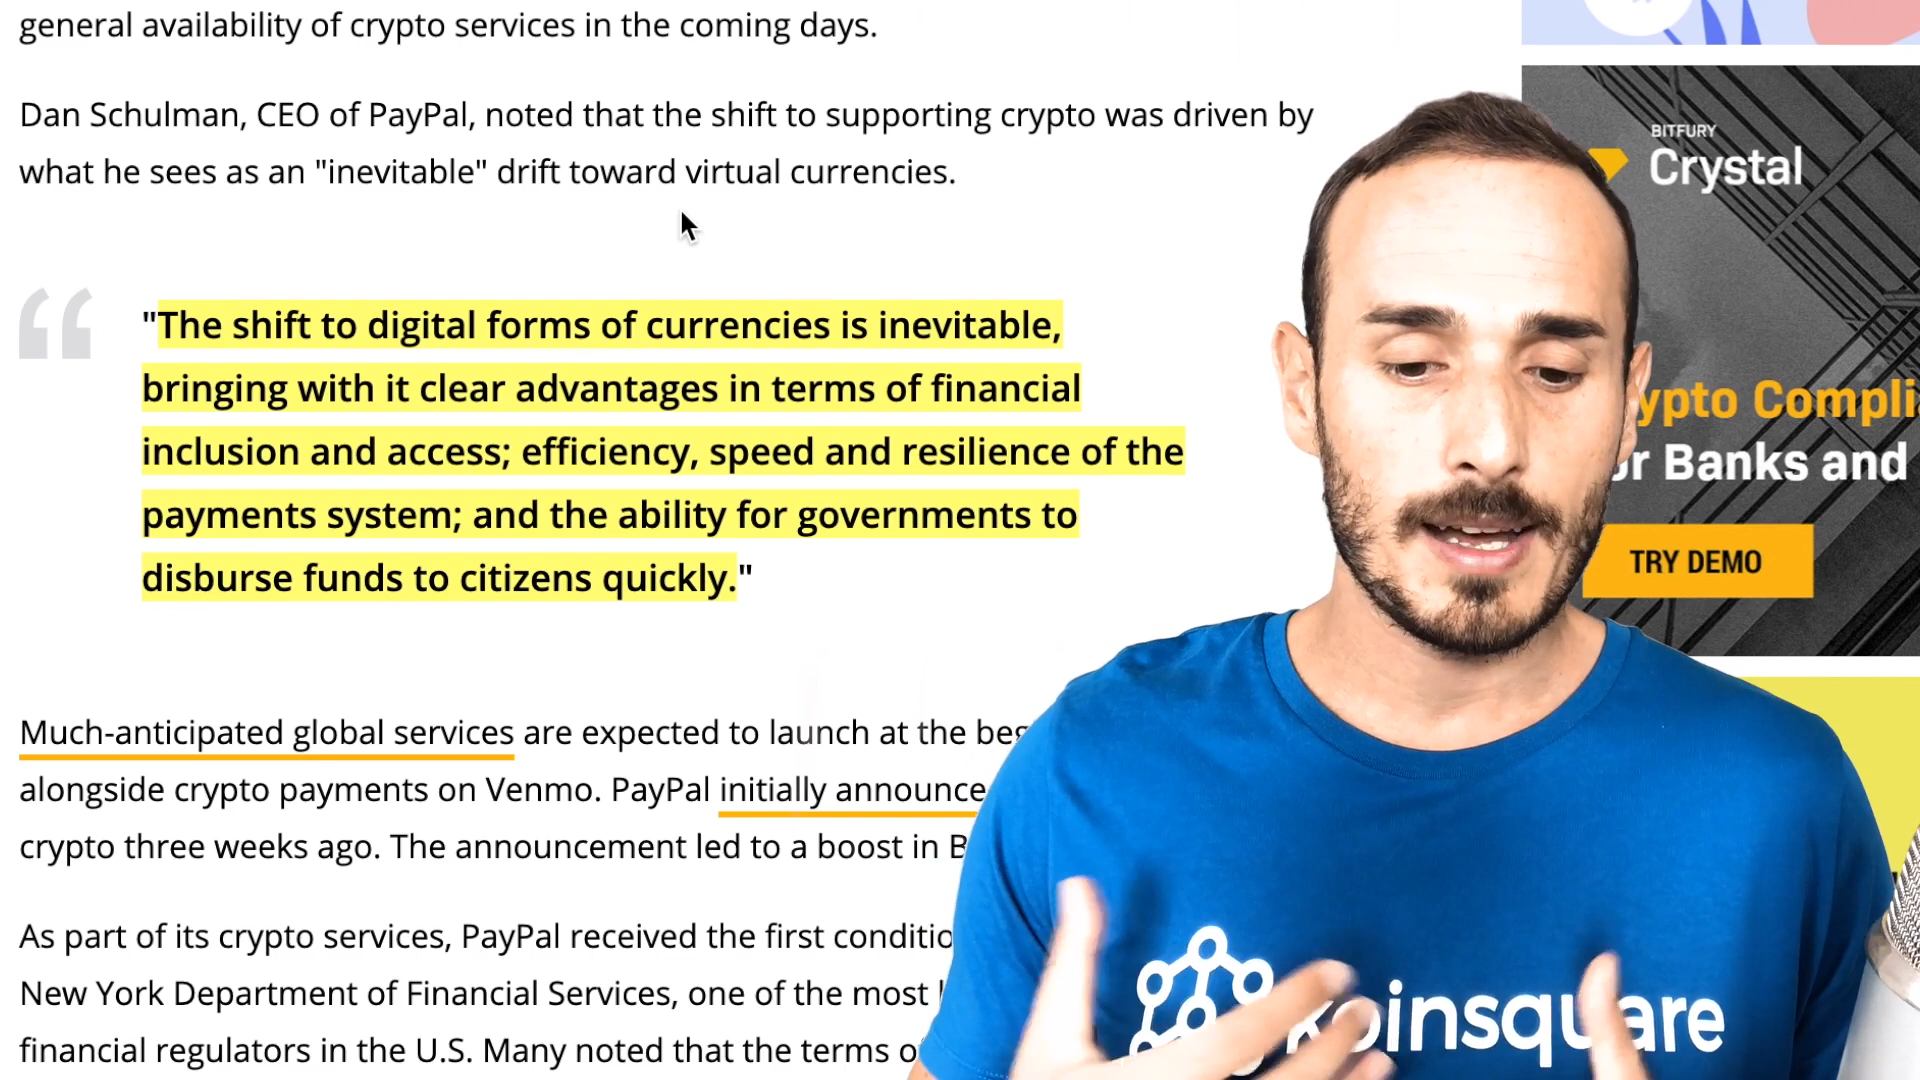 general availability of crypto services in the coming days.
Dan Schulman, CEO of PayPal, noted that the shift to supporting crypto was driven by
what he sees as an "inevitable" drift toward virtual currencies.
"The shift to digital forms of currencies is inevitable,
bringing with it clear advantages in terms of financial
inclusion and access; efficiency, speed and resilience of the
payments system; and the ability for governments to
disburse funds to citizens quickly."
Much-anticipated global services are expected to launch at the
alongside crypto payments on Venmo. PayPal initially announce
crypto three weeks ago. The announcement led to a boost in
As part of its crypto services, PayPal received the first
New York Department of Financial Services, one of the most
financial regulators in the U.S. Many noted that the terms
BITFURY
Crystal
ypto Compli
or Banks and
TRY DEMO
koinsquare